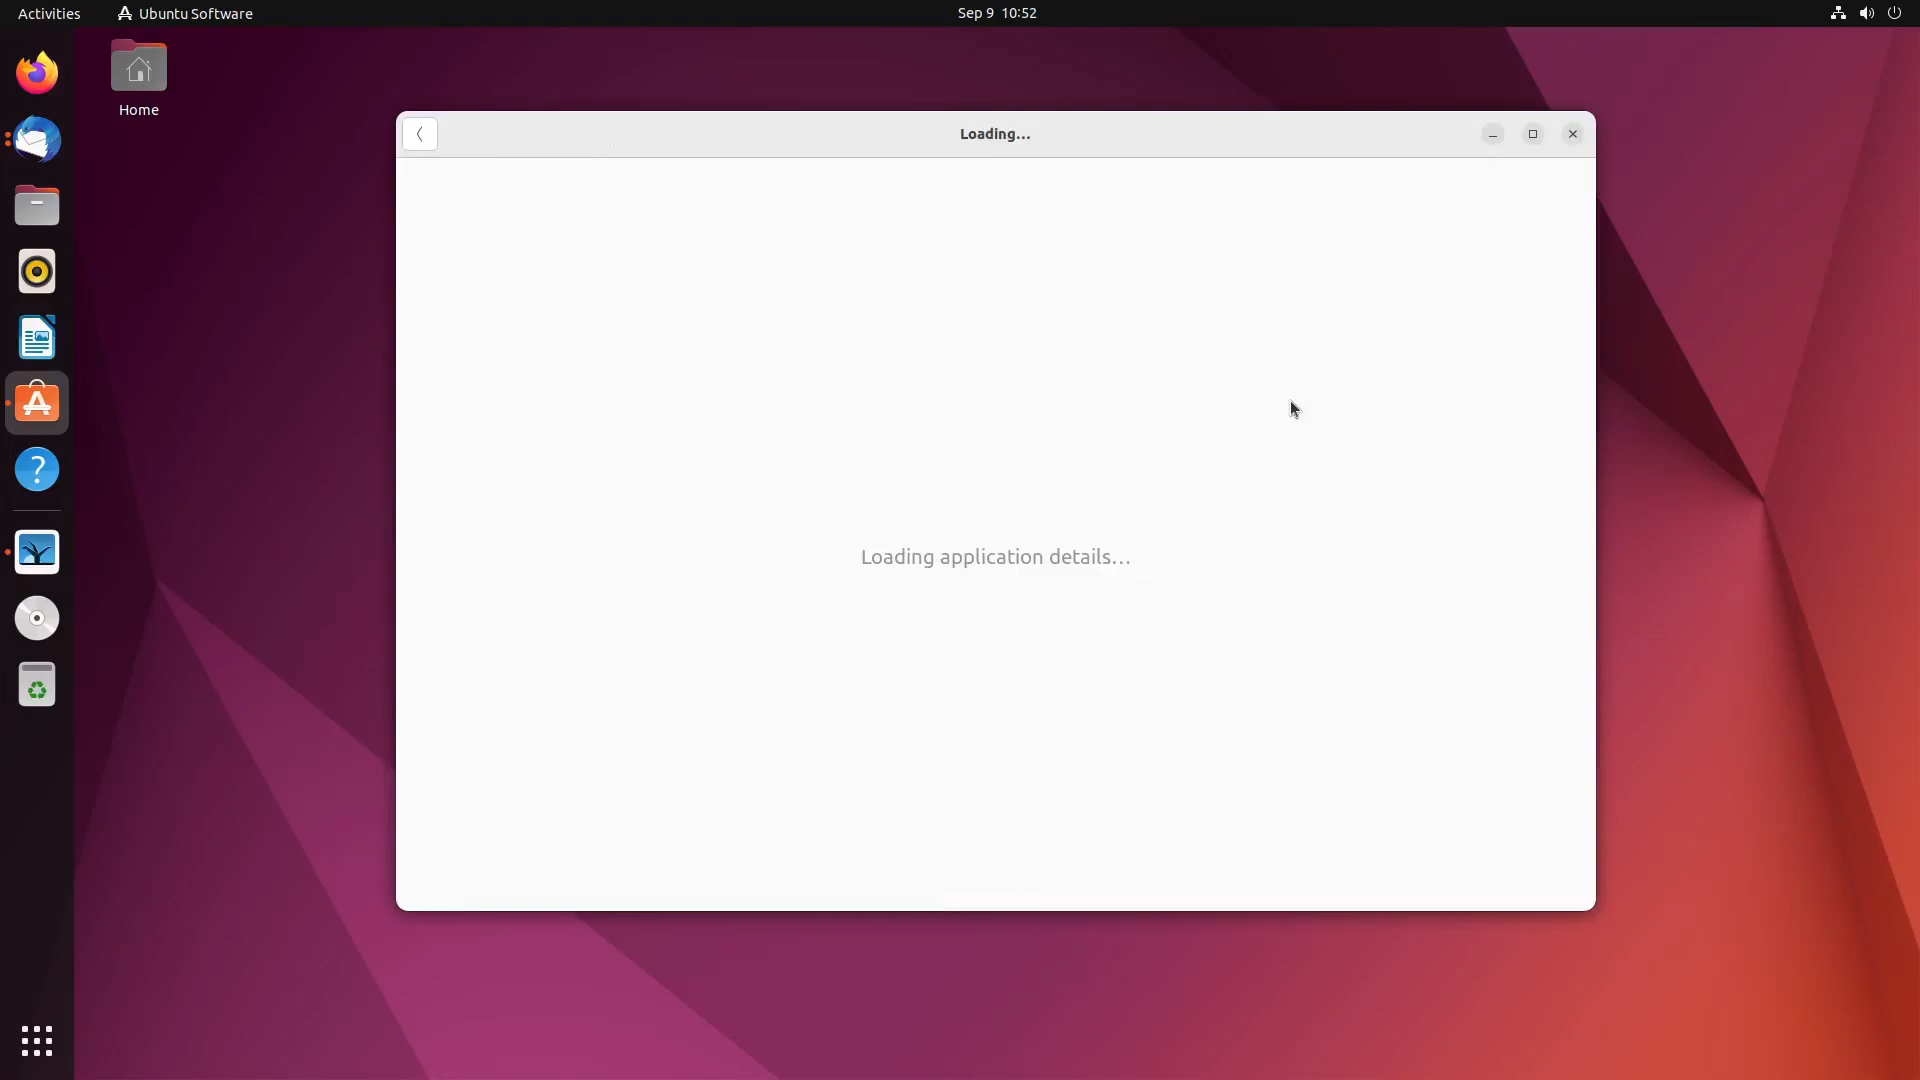 Activities
Ubuntu Software
Sep 9 10:52
Home
Loading…
Loading application details…